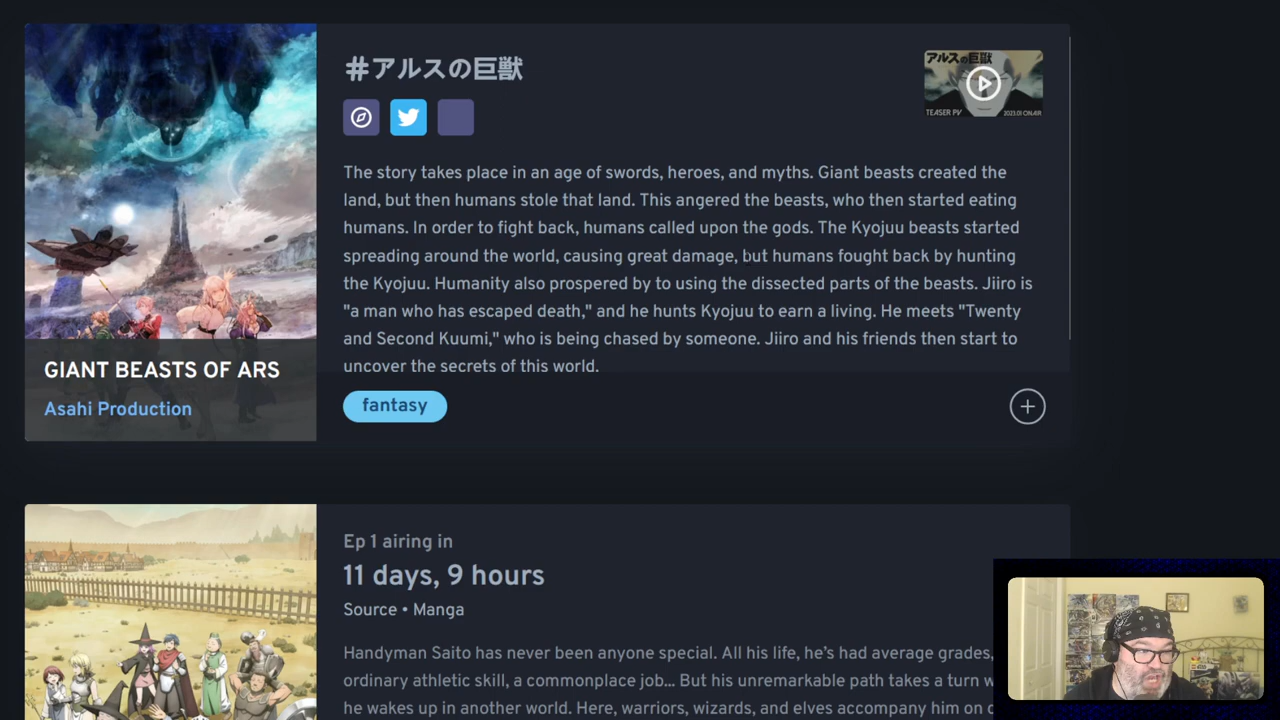 #アルスの巨獣
アルスの巨獣
TEASER PV
2023.01 ON AIR
The story takes place in an age of swords, heroes, and myths. Giant beasts created the
land, but then humans stole that land. This angered the beasts, who then started eating
humans. In order to fight back, humans called upon the gods. The Kyojuu beasts started
spreading around the world, causing great damage, but humans fought back by hunting
the Kyojuu. Humanity also prospered by to using the dissected parts of the beasts. Jiiro is
"a man who has escaped death," and he hunts Kyojuu to earn a living. He meets "Twenty
and Second Kuumi," who is being chased by someone. Jiiro and his friends then start to
uncover the secrets of this world.
GIANT BEASTS OF ARS
Asahi Production
fantasy
Ep 1 airing in
11 days, 9 hours
Source • Manga
Handyman Saito has never been anyone special. All his life, he's had average grades,
ordinary athletic skill, a commonplace job... But his unremarkable path takes a turn w
he wakes up in another world. Here, warriors, wizards, and elves accompany him on